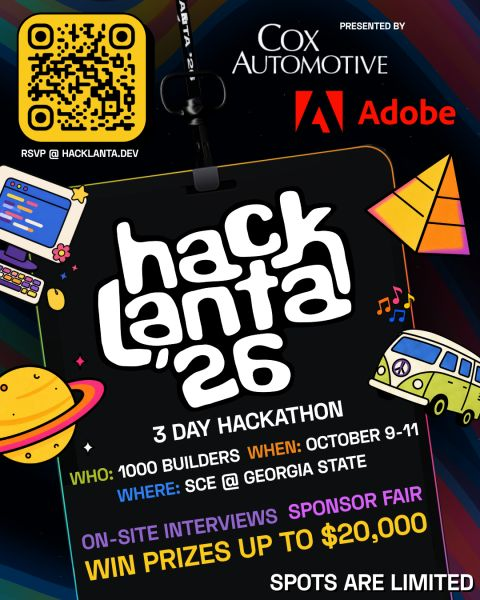 PRESENTED BY
COX
AUTOMOTIVE
Adobe
RSVP @ HACKLANTA.DEV
hack
lanta
'26
3 DAY HACKATHON
WHO: 1000 BUILDERS WHEN: OCTOBER 9-11
WHERE: SCE @ GEORGIA STATE
ON-SITE INTERVIEWS SPONSOR FAIR
WIN PRIZES UP TO $20,000
SPOTS ARE LIMITED